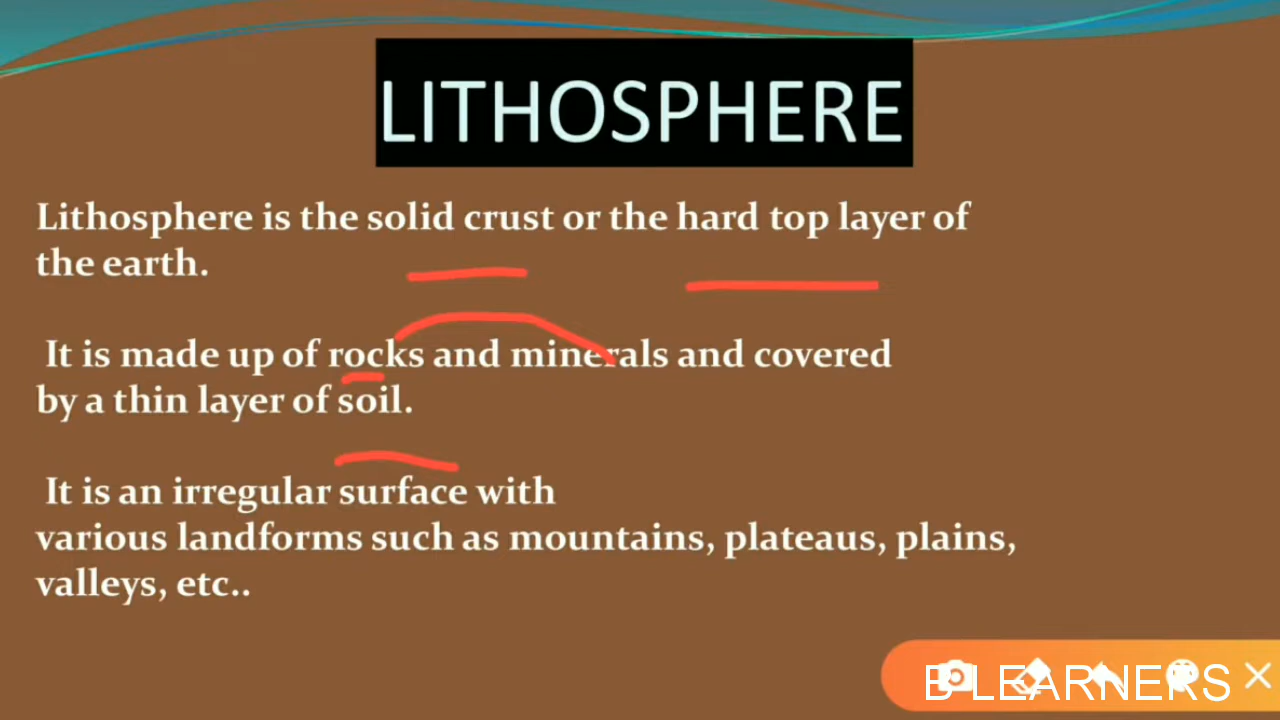 LITHOSPHERE
Lithosphere is the solid crust or the hard top layer of
the earth.
It is made up of rocks and minerals and covered
by a thin layer of soil.
It is an irregular surface with
various landforms such as mountains, plateaus, plains,
valleys, etc..
B LEARNERS